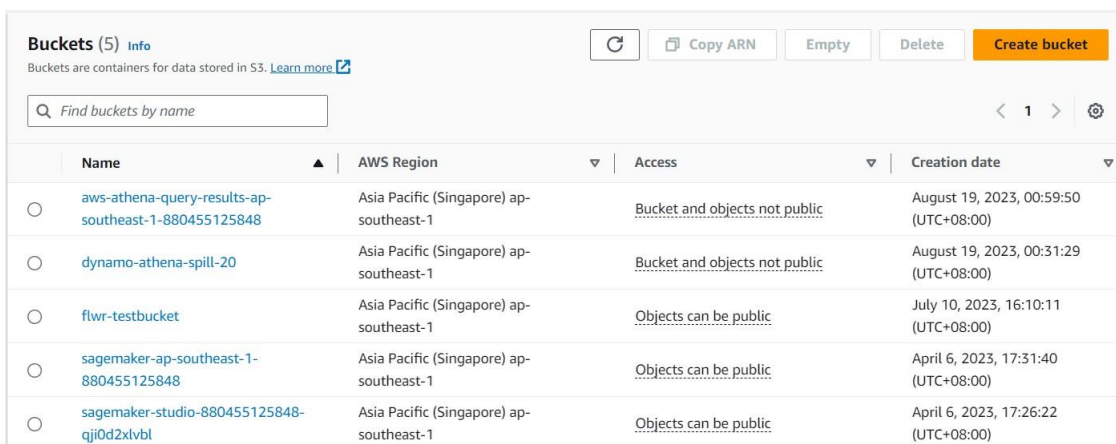 Buckets (5) Info
Copy ARN Empty Delete Create bucket
Buckets are containers for data stored in S3. Learn more
Find buckets by name
1
Name AWS Region Access Creation date
aws-athena-query-results-ap- Asia Pacific (Singapore) ap- Bucket and objects not public August 19, 2023, 00:59:50
southeast-1-880455125848 southeast-1 (UTC+08:00)
dynamo-athena-spill-20 Asia Pacific (Singapore) ap- Bucket and objects not public August 19, 2023, 00:31:29
southeast-1 (UTC+08:00)
flwr-testbucket Asia Pacific (Singapore) ap- Objects can be public July 10, 2023, 16:10:11
southeast-1 (UTC+08:00)
sagemaker-ap-southeast-1- Asia Pacific (Singapore) ap- Objects can be public April 6, 2023, 17:31:40
880455125848 southeast-1 (UTC+08:00)
sagemaker-studio-880455125848- Asia Pacific (Singapore) ap- Objects can be public April 6, 2023, 17:26:22
qji0d2xlvbl southeast-1 (UTC+08:00)